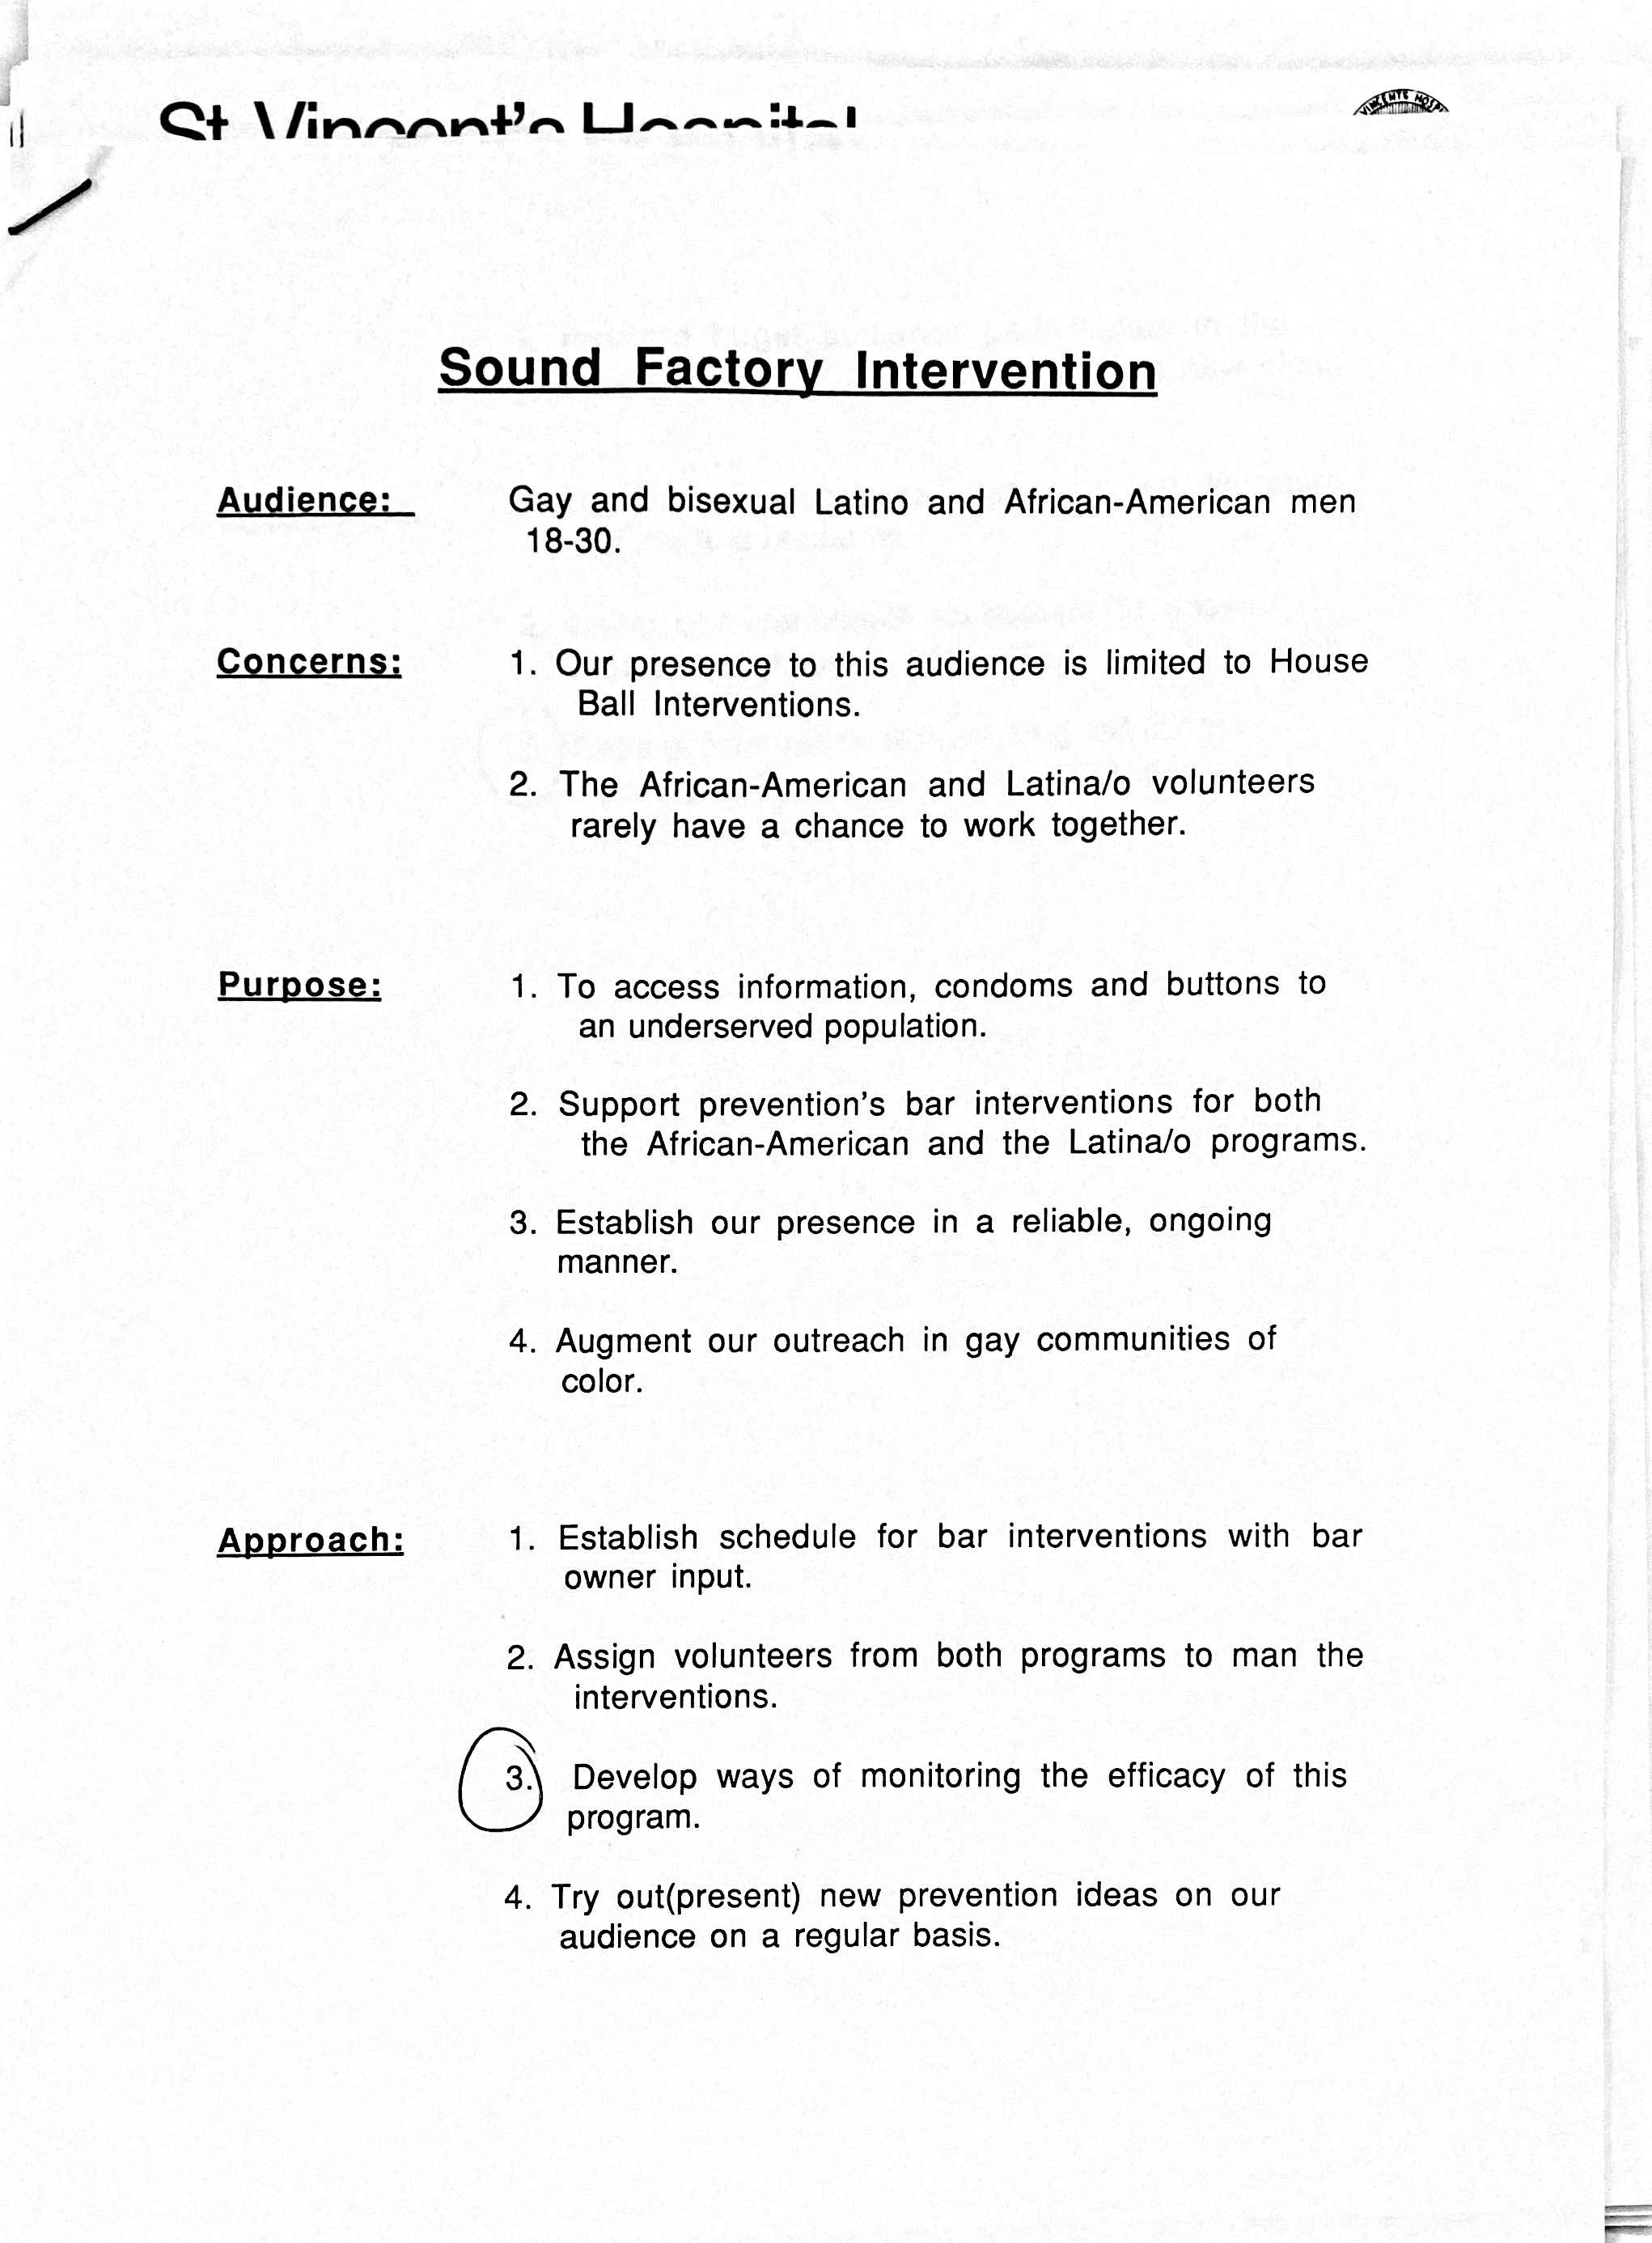 St Vincent's Hospital
Sound Factory Intervention
Audience: Gay and bisexual Latino and African-American men
18-30.
Concerns: 1. Our presence to this audience is limited to House
Ball Interventions.
2. The African-American and Latina/o volunteers
rarely have a chance to work together.
Purpose: 1. To access information, condoms and buttons to
an underserved population.
2. Support prevention's bar interventions for both
the African-American and the Latina/o programs.
3. Establish our presence in a reliable, ongoing
manner.
4. Augment our outreach in gay communities of
color.
Approach: 1. Establish schedule for bar interventions with bar
owner input.
2. Assign volunteers from both programs to man the
interventions.
3. Develop ways of monitoring the efficacy of this
program.
4. Try out(present) new prevention ideas on our
audience on a regular basis.